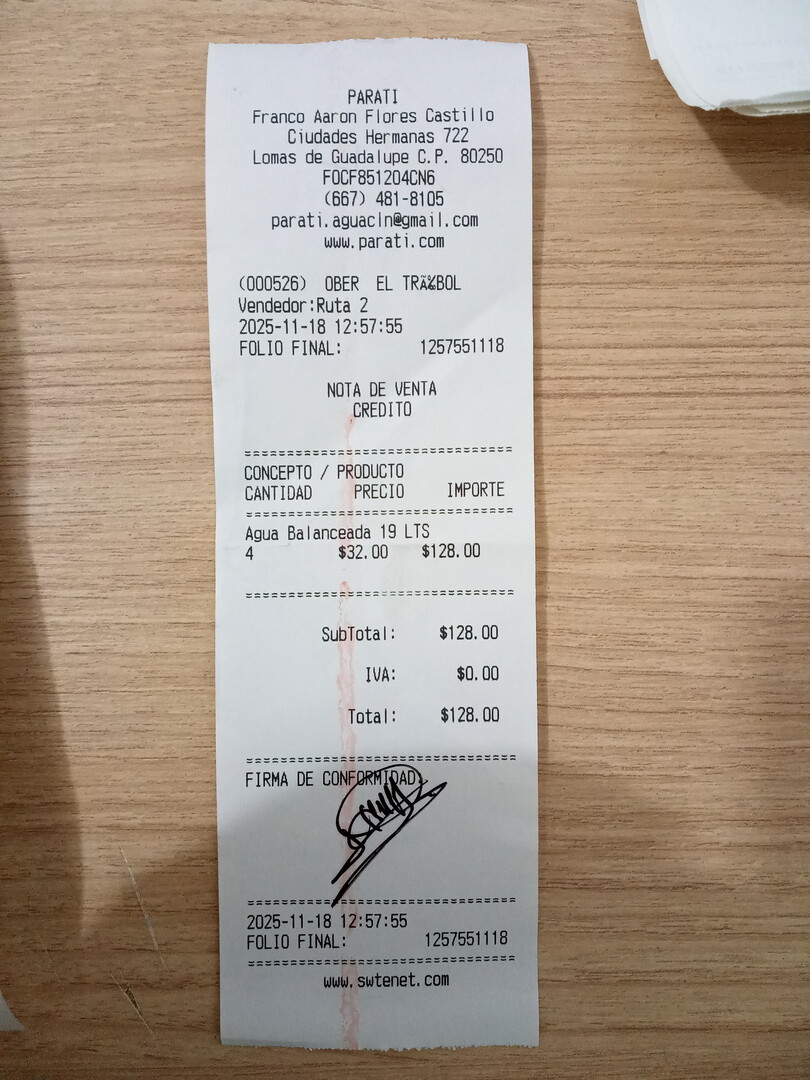 PARATI
Franco Aaron Flores Castillo
Ciudades Hermanas 722
Lomas de Guadalupe C.P. 80250
FOCF851204CN6
(667) 481-8105
parati.aguacln@gmail.com
www.parati.com
(000526) OBER EL
Vendedor:Ruta 2
2025-11-18 12:57:55
FOLIO FINAL: 1257551118
NOTA DE VENTA
CREDITO
CONCEPTO / PRODUCTO
CANTIDAD PRECIO IMPORTE
Agua Balanceada 19 LTS
4 $32.00 $128.00
SubTotal: $128.00
IVA: $0.00
Total: $128.00
FIRMA DE CONFORMIDAD
2025-11-18 12:57:55
FOLIO FINAL: 1257551118
www.swtenet.com